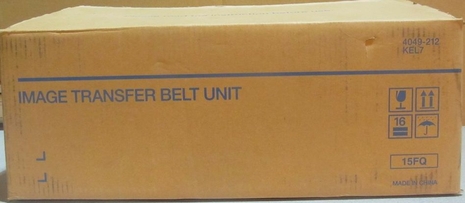 4049-212
KEL7
IMAGE TRANSFER BELT UNIT
16
15FQ
MADE IN CHINA